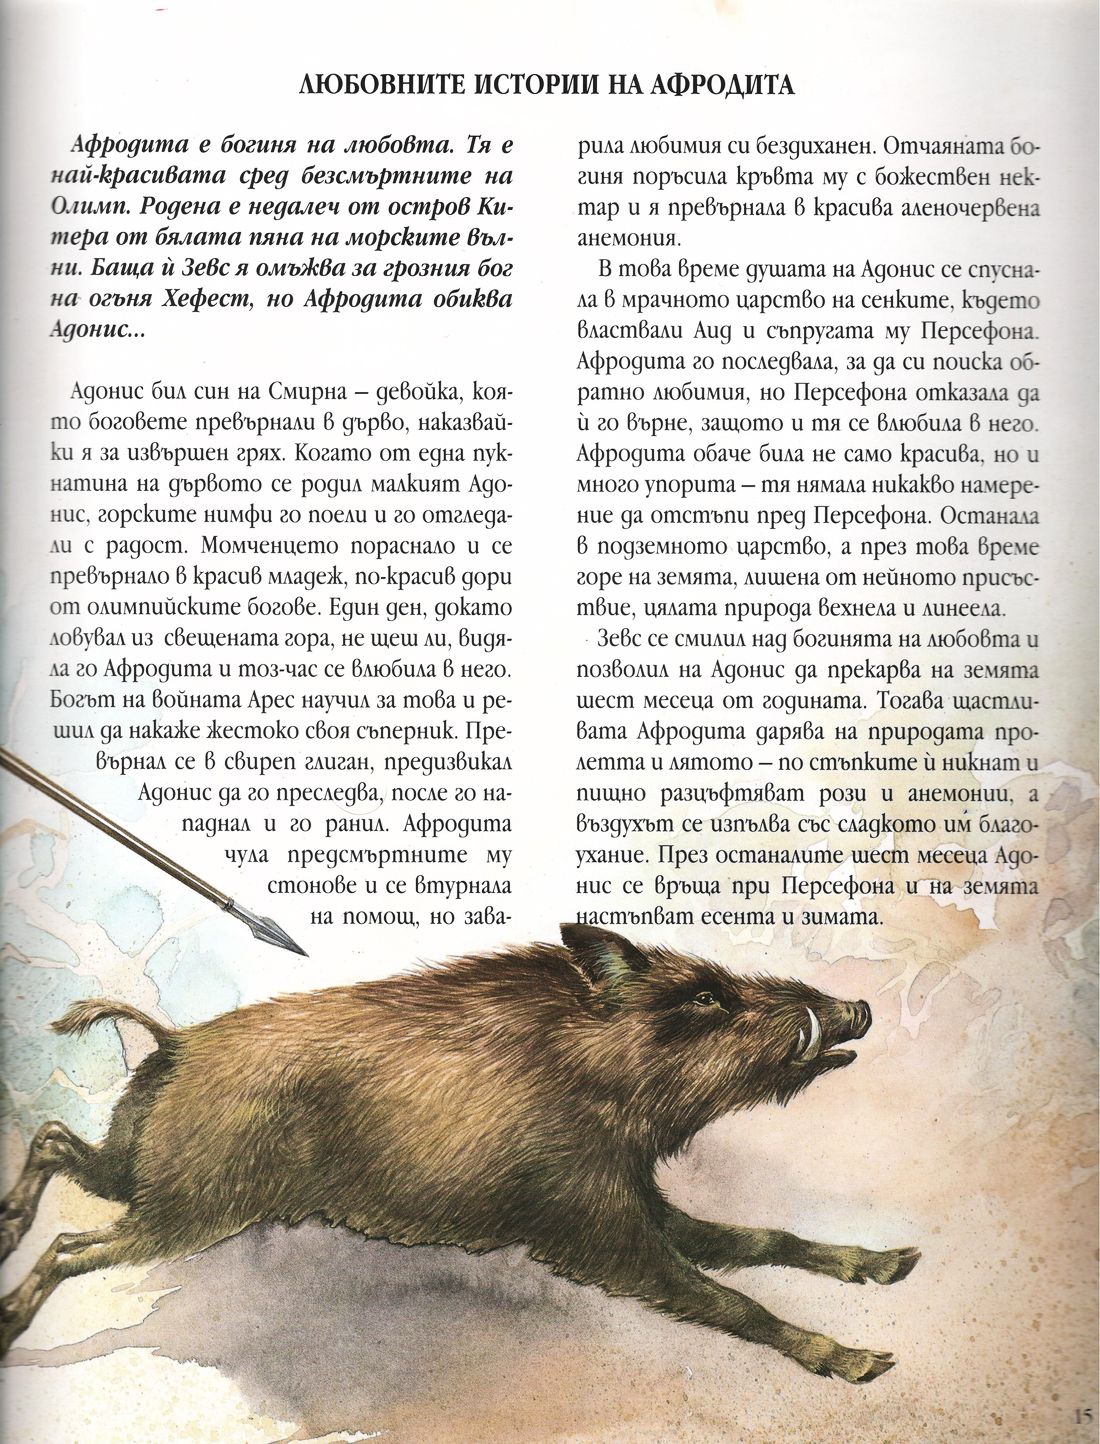 ЛЮБОВНИТЕ ИСТОРИИ НА АФРОДИТА
Афродита е богиня на любовта. Тя е
най-красивата сред безсмъртните на
Олимп. Родена е недалеч от остров Ки-
тера от бялата пяна на морските въл-
ни. Баща ѝ Зевс я омъжва за грозния бог
на огъня Хефест, но Афродита обиква
Адонис...
Адонис бил син на Смирна – девойка, коя-
то боговете превърнали в дърво, наказвай-
ки я за извършен грях. Когато от една пук-
натина на дървото се родил малкият Адо-
нис, горските нимфи го поели и го отгледа-
ли с радост. Момченцето пораснало и се
превърнало в красив младеж, по-красив дори
от олимпийските богове. Един ден, докато
ловувал из свещената гора, не щеш ли, видя-
ла го Афродита и тоз-час се влюбила в него.
Богът на войната Арес научил за това и ре-
шил да накаже жестоко своя съперник. Пре-
върнал се в свиреп глиган, предизвикал
Адонис да го преследва, после го на-
паднал и го ранил. Афродита
чула предсмъртните му
стонове и се втурнала
на помощ, но зава-
рила любимия си бездиханен. Отчаяната бо-
гиня поръсила кръвта му с божествен нек-
тар и я превърнала в красива аленочервена
анемония.
В това време душата на Адонис се спусна-
ла в мрачното царство на сенките, където
властвали Аид и съпругата му Персефона.
Афродита го последвала, за да си поиска об-
ратно любимия, но Персефона отказала да
ѝ го върне, защото и тя се влюбила в него.
Афродита обаче била не само красива, но и
много упорита – тя нямала никакво намере-
ние да отстъпи пред Персефона. Останала
в подземното царство, а през това време
горе на земята, лишена от нейното присъс-
твие, цялата природа вехнела и линеела.
Зевс се смилил над богинята на любовта и
позволил на Адонис да прекарва на земята
шест месеца от годината. Тогава щастли-
вата Афродита дарява на природата про-
летта и лятото – по стъпките ѝ никнат и
пищно разцъфтяват рози и анемонии, а
въздухът се изпълва със сладкото им благо-
ухание. През останалите шест месеца Адо-
нис се връща при Персефона и на земята
настъпват есента и зимата.
15